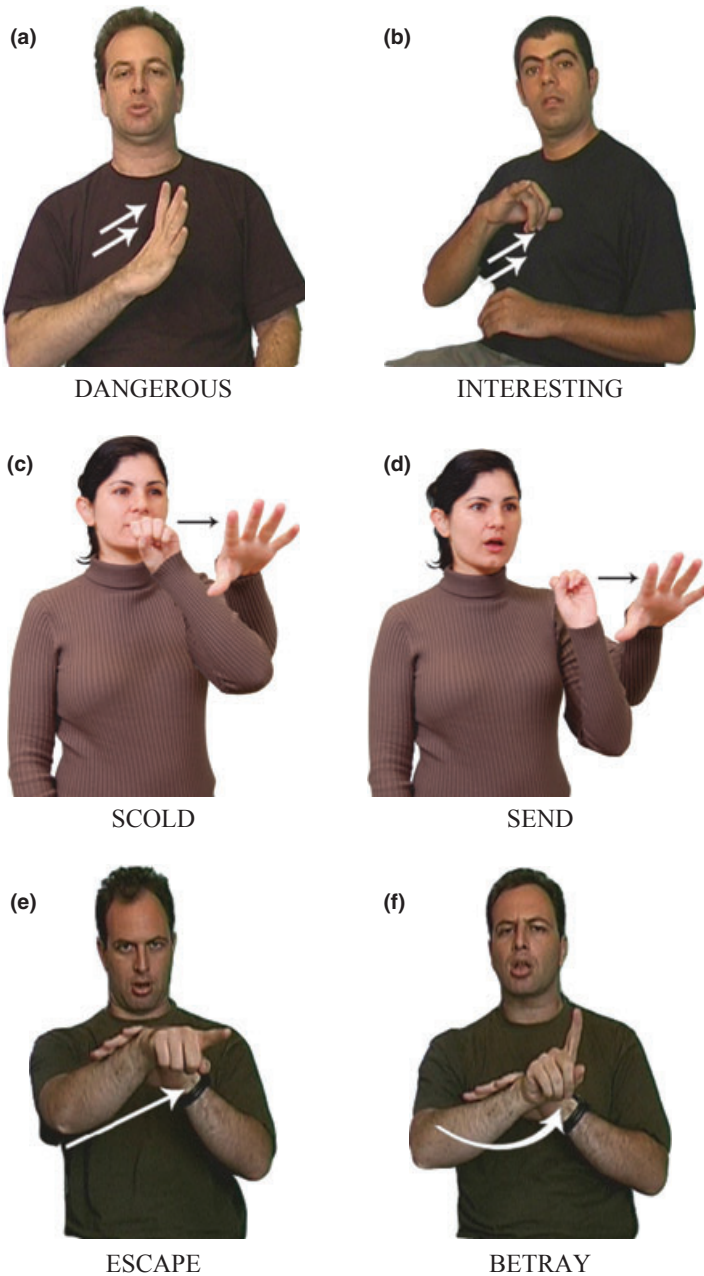 (a)
(b)
DANGEROUS
INTERESTING
(c)
(d)
SCOLD
SEND
(e)
(f)
ESCAPE
BETRAY